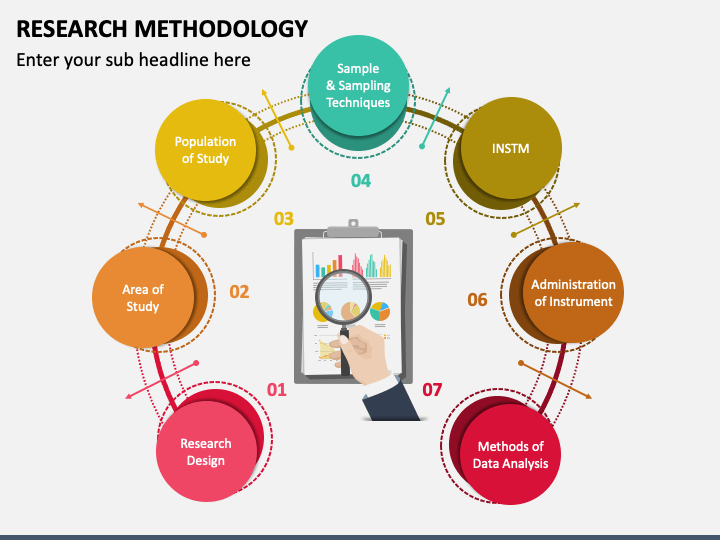 RESEARCH METHODOLOGY
Enter your sub headline here
01
Research
Design
02
Area of
Study
03
Population
of Study
04
Sample
& Sampling
Techniques
05
INSTM
06
Administration
of Instrument
07
Methods of
Data Analysis